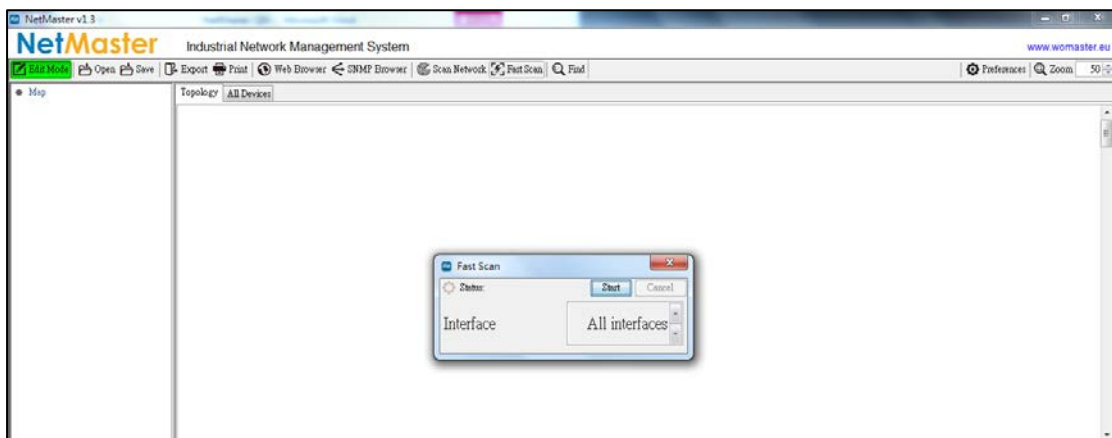 NetMaster v1.3
NetMaster Industrial Network Management System www.womaster.eu
Edit Mode Open Save Export Print Web Browser SNMP Browser Scan Network Fast Scan Find Preferences Zoom 50
Map Topology All Devices
Fast Scan
Status: Start Cancel
Interface All interfaces